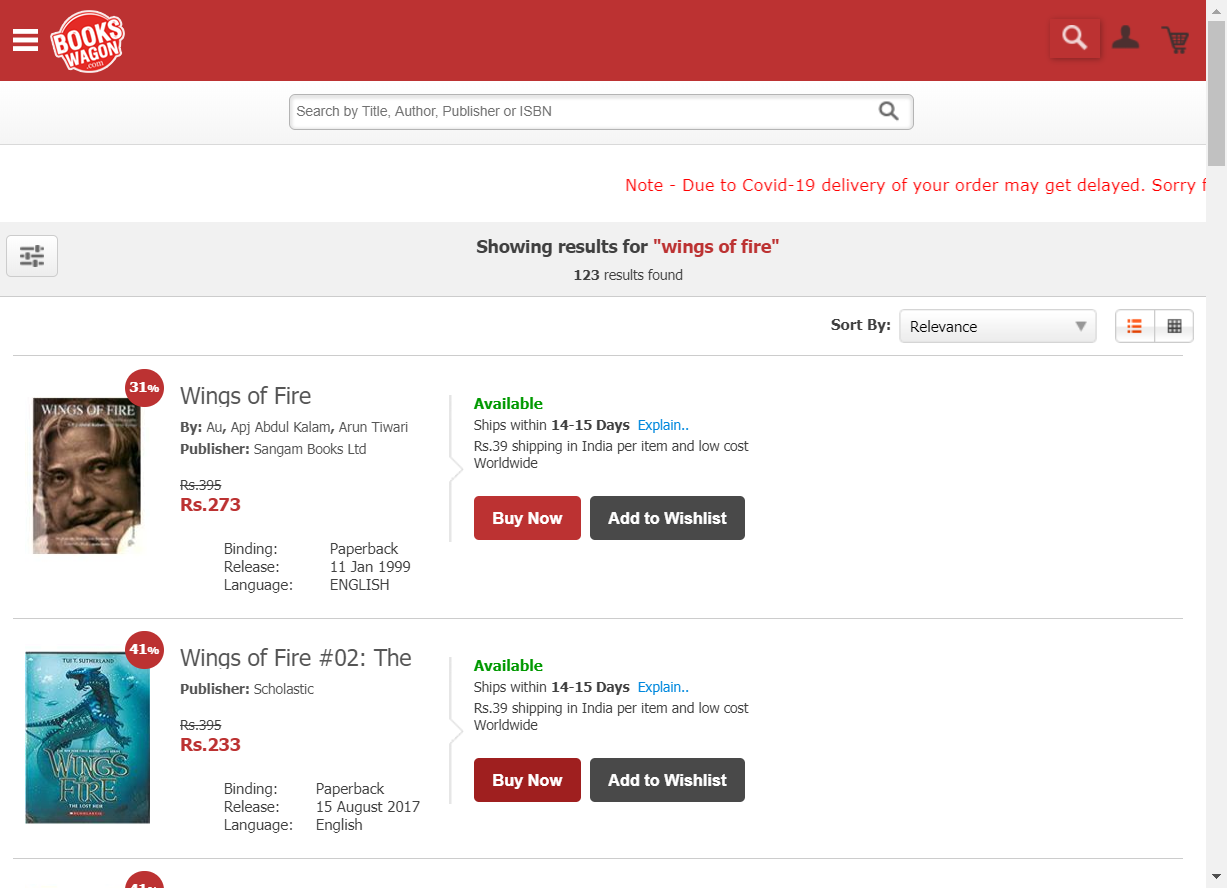 BOOKS
WAGON
.com
Search by Title, Author, Publisher or ISBN
Note - Due to Covid-19 delivery of your order may get delayed. Sorry f
Showing results for "wings of fire"
123 results found
Sort By:
Relevance
31%
WINGS OF FIRE
Wings of Fire
By: Au, Apj Abdul Kalam, Arun Tiwari
Publisher: Sangam Books Ltd
Rs.395
Rs.273
Binding: Paperback
Release: 11 Jan 1999
Language: ENGLISH
Available
Ships within 14-15 Days Explain..
Rs.39 shipping in India per item and low cost
Worldwide
Buy Now
Add to Wishlist
41%
TUI T. SUTHERLAND
WINGS
OF
FIRE
THE LOST HEIR
SCHOLASTIC
Wings of Fire #02: The
Publisher: Scholastic
Rs.395
Rs.233
Binding: Paperback
Release: 15 August 2017
Language: English
Available
Ships within 14-15 Days Explain..
Rs.39 shipping in India per item and low cost
Worldwide
Buy Now
Add to Wishlist
41%